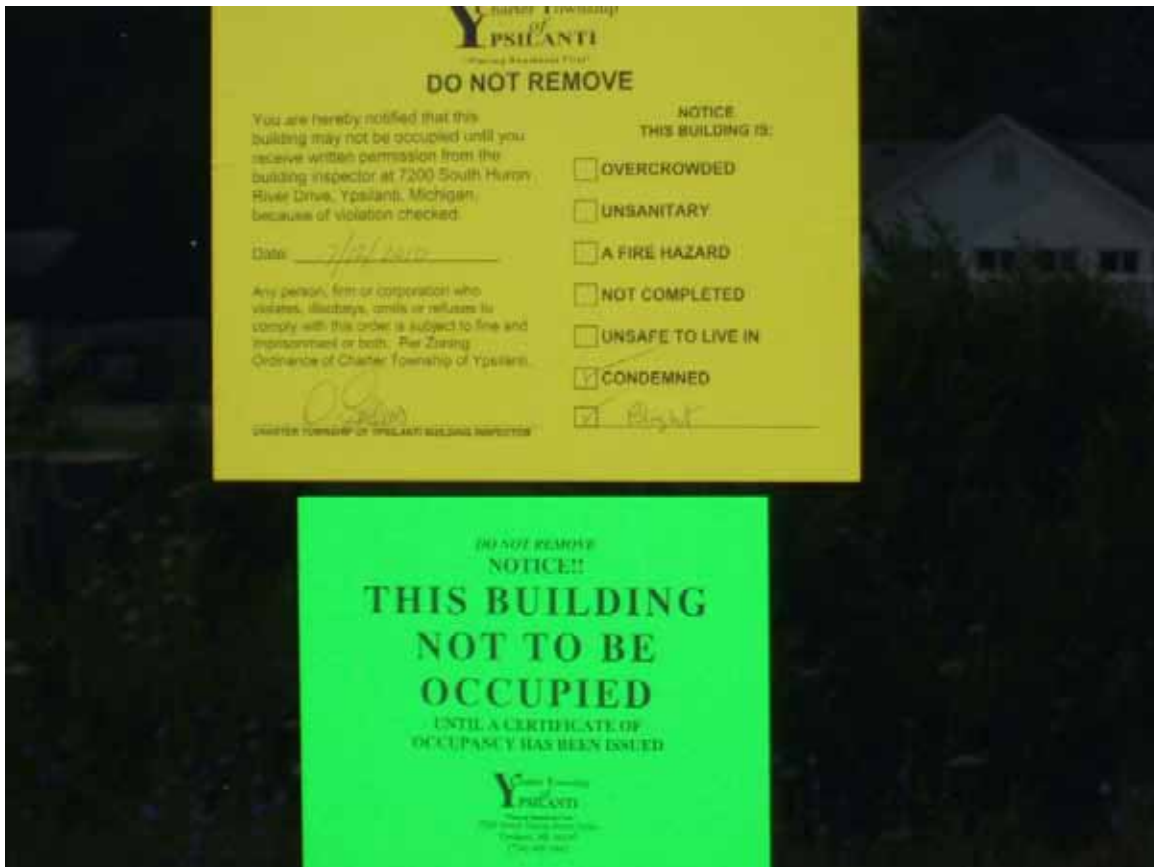 Charter Township
of
YPSILANTI
"Placing Residents First"
DO NOT REMOVE
You are hereby notified that this
building may not be occupied until you
receive written permission from the
building inspector at 7200 South Huron
River Drive, Ypsilanti, Michigan,
because of violation checked.
Date:
Any person, firm or corporation who
violates, disobeys, omits or refuses to
comply with this order is subject to fine and
imprisonment or both. Per Zoning
Ordinance of Charter Township of Ypsilanti.
CHARTER TOWNSHIP OF YPSILANTI BUILDING INSPECTOR
NOTICE
THIS BUILDING IS:
OVERCROWDED
UNSANITARY
A FIRE HAZARD
NOT COMPLETED
UNSAFE TO LIVE IN
CONDEMNED
Blight
DO NOT REMOVE
NOTICE!!
THIS BUILDING
NOT TO BE
OCCUPIED
UNTIL A CERTIFICATE OF
OCCUPANCY HAS BEEN ISSUED
Charter Township
of
YPSILANTI